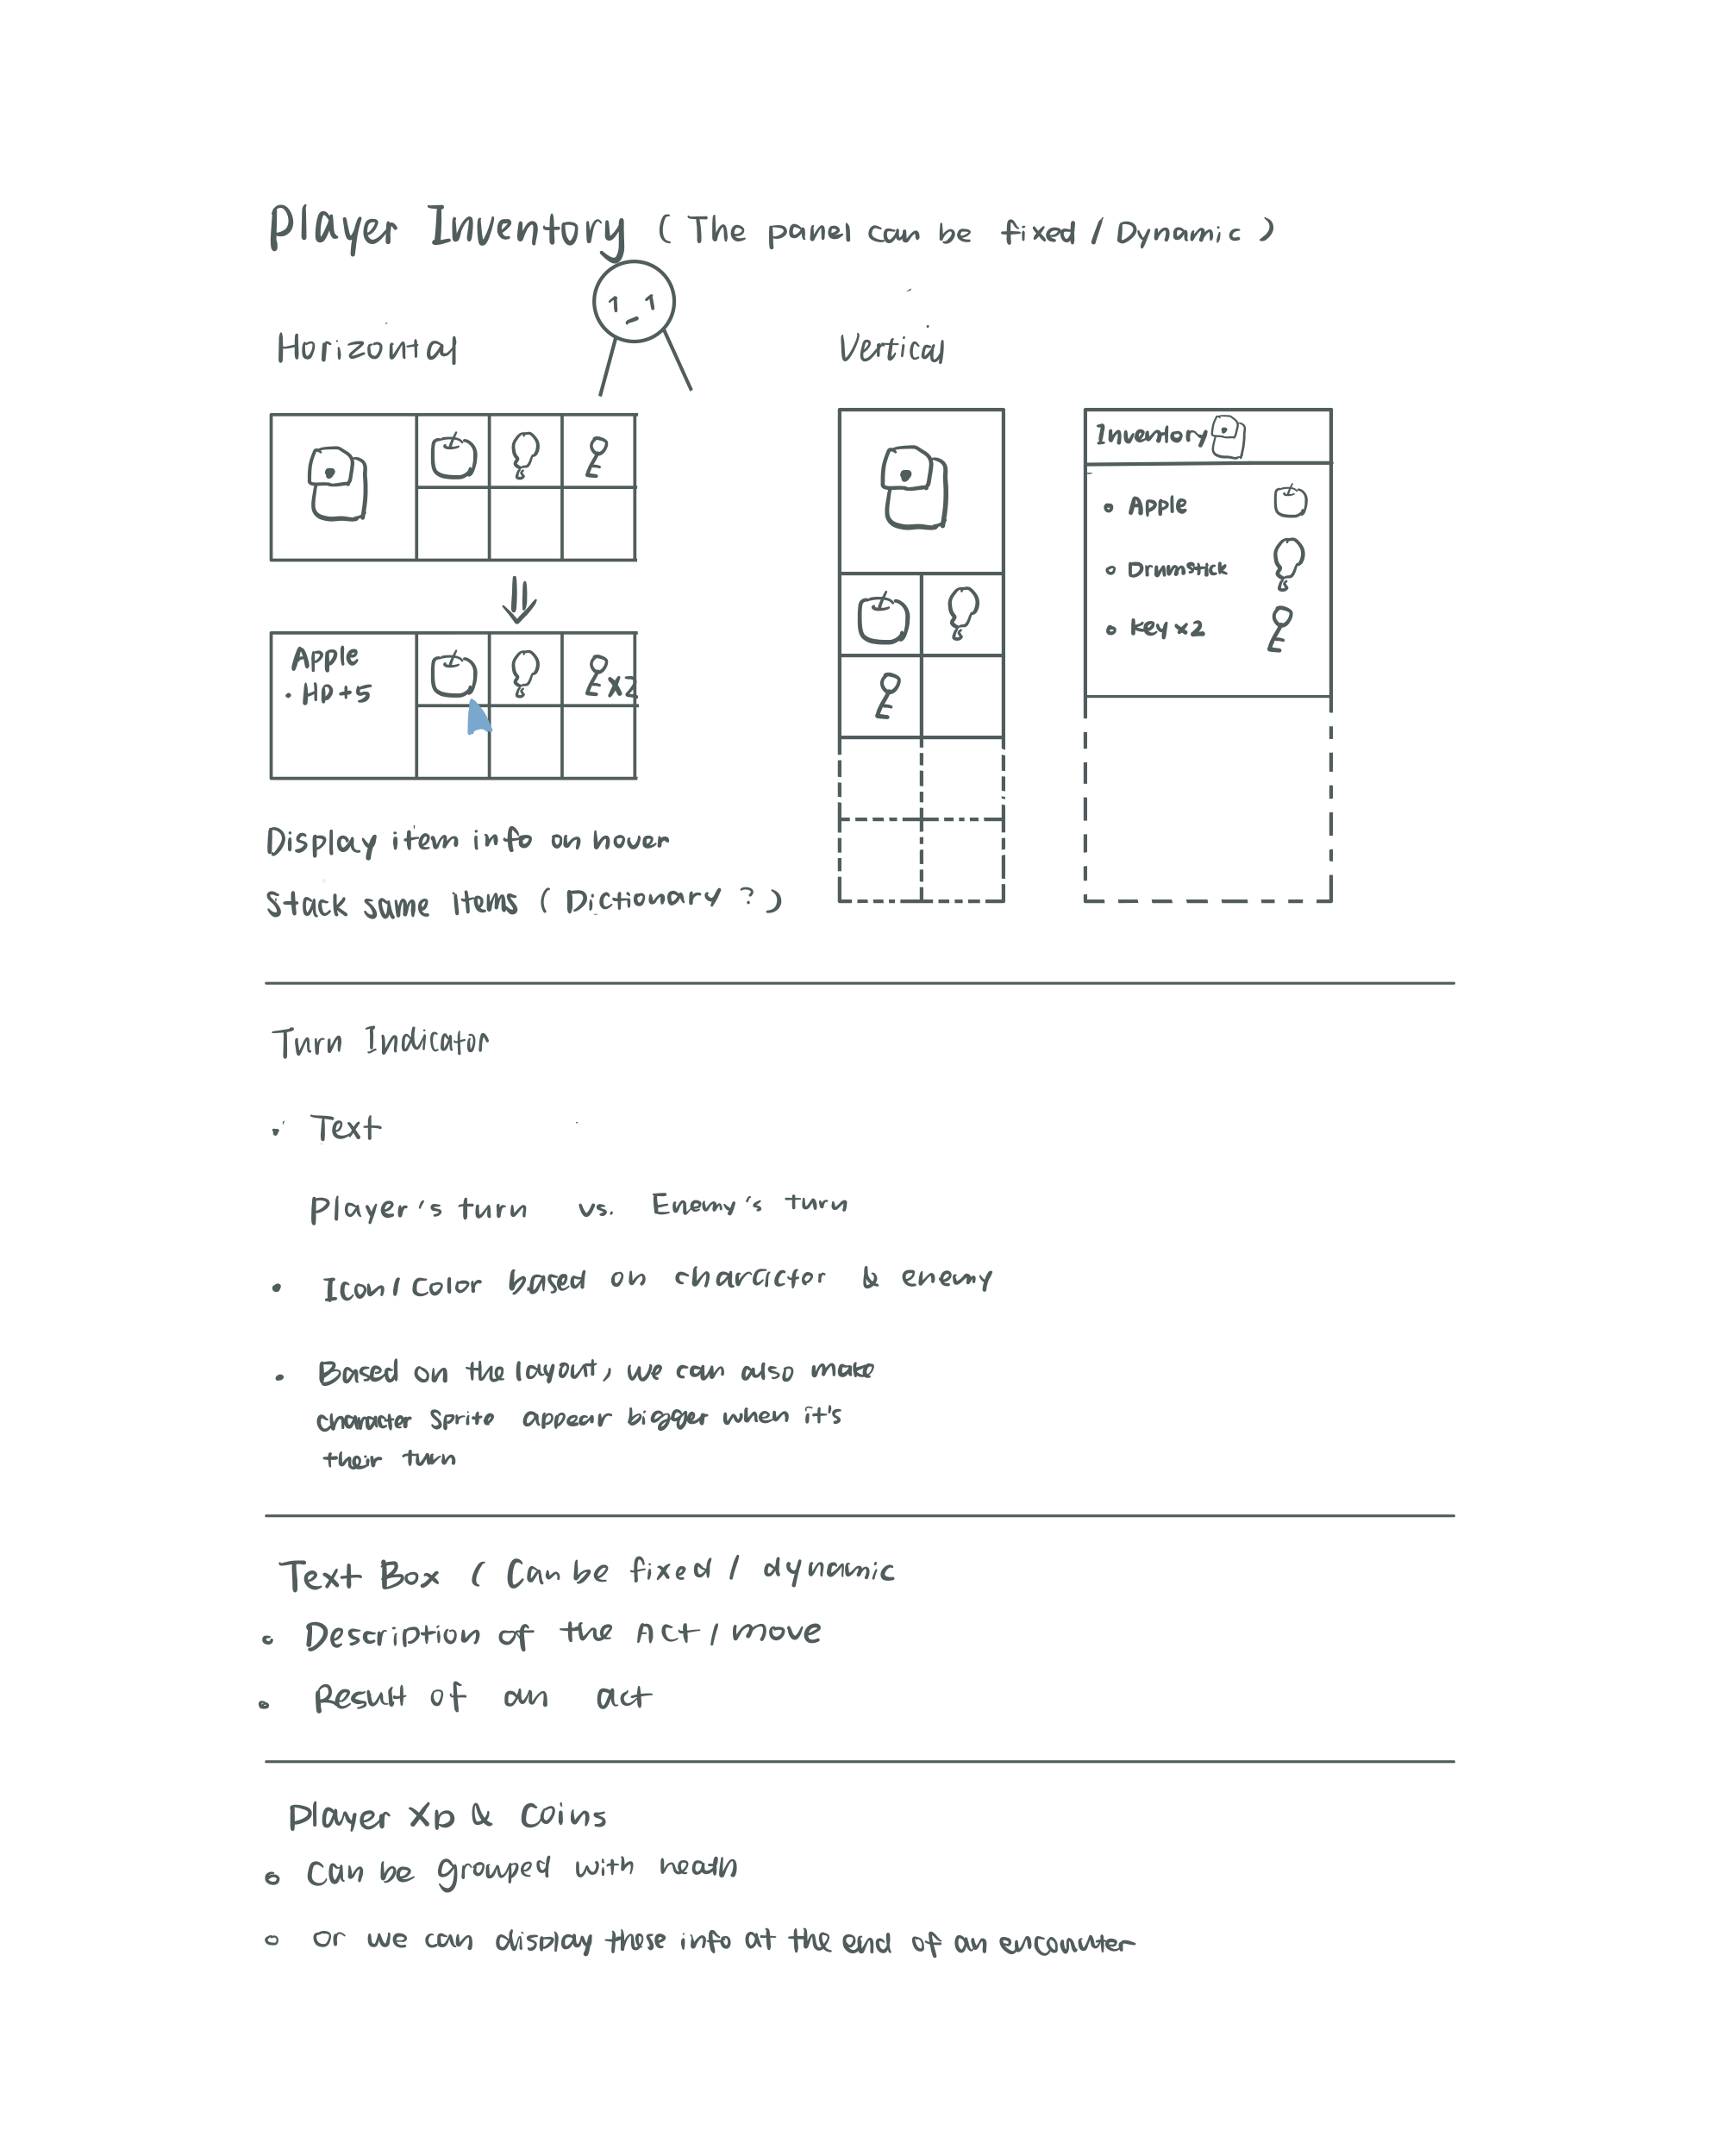 Player Inventory ( The panel can be fixed / Dynamic )
Horizontal
Vertical
Apple
• HP+5
x2
Inventory
• Apple
• Drumstick
• Key x2
Display item info on hover
Stack same items ( Dictionary ? )
Turn Indicator
• Text
Player's turn vs. Enemy's turn
• Icon / Color based on character & enemy
• Based on the layout, we can also make
character sprite appear bigger when it's
their turn
Text Box ( Can be fixed / dynamic
• Description of the Act / move
• Result of an act
Player Xp & Coins
• Can be grouped with heath
• Or we can display these info at the end of an encounter